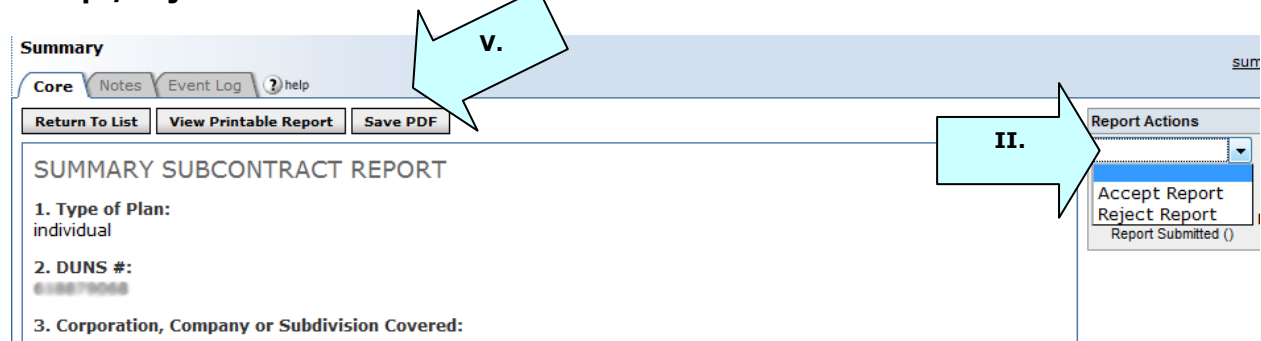 Summary
V.
Core Notes Event Log ? help
Return To List View Printable Report Save PDF
II.
Report Actions
SUMMARY SUBCONTRACT REPORT
Accept Report
Reject Report
Report Submitted ()
1. Type of Plan:
individual
2. DUNS #:
3. Corporation, Company or Subdivision Covered: